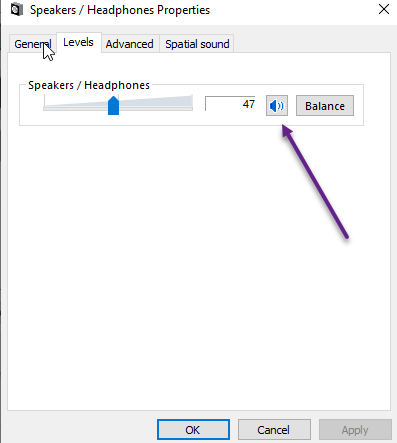 Speakers / Headphones Properties
General Levels Advanced Spatial sound
Speakers / Headphones
47 Balance
OK Cancel Apply